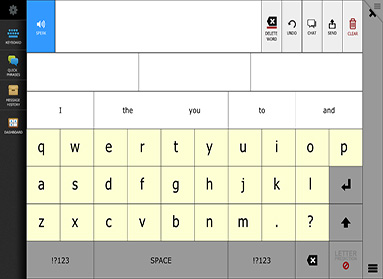 SPEAK
DELETE WORD
UNDO
CHAT
SEND
CLEAR
KEYBOARD
QUICK PHRASES
MESSAGE HISTORY
DASHBOARD
I the you to and
q w e r t y u i o p
a s d f g h j k l
z x c v b n m . ?
!?123 SPACE !?123
LETTER